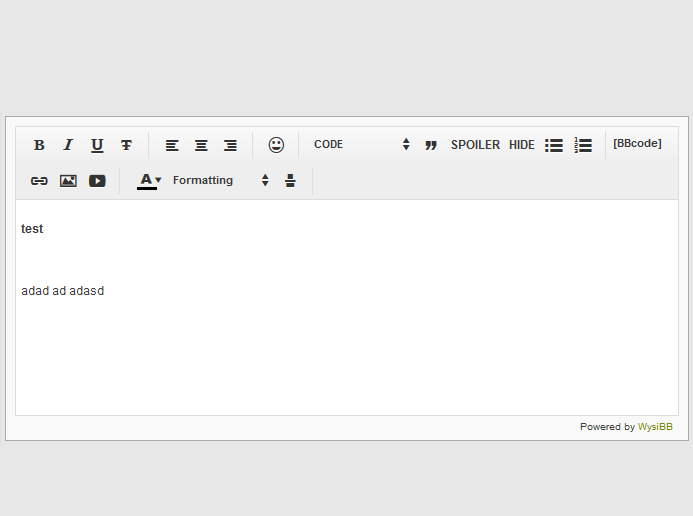 B I U T CODE SPOILER HIDE [BBcode]
A Formatting
test
adad ad adasd
Powered by WysiBB